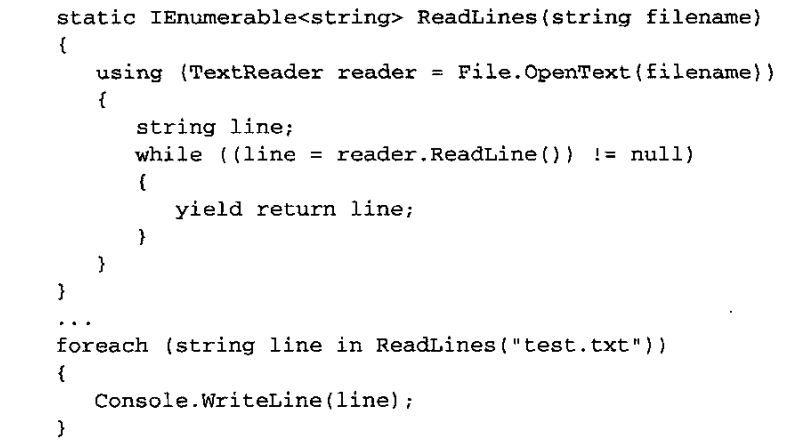 static IEnumerable<string> ReadLines(string filename)
{
   using (TextReader reader = File.OpenText(filename))
   {
      string line;
      while ((line = reader.ReadLine()) != null)
      {
         yield return line;
      }
   }
}
...
foreach (string line in ReadLines("test.txt"))
{
   Console.WriteLine(line);
}